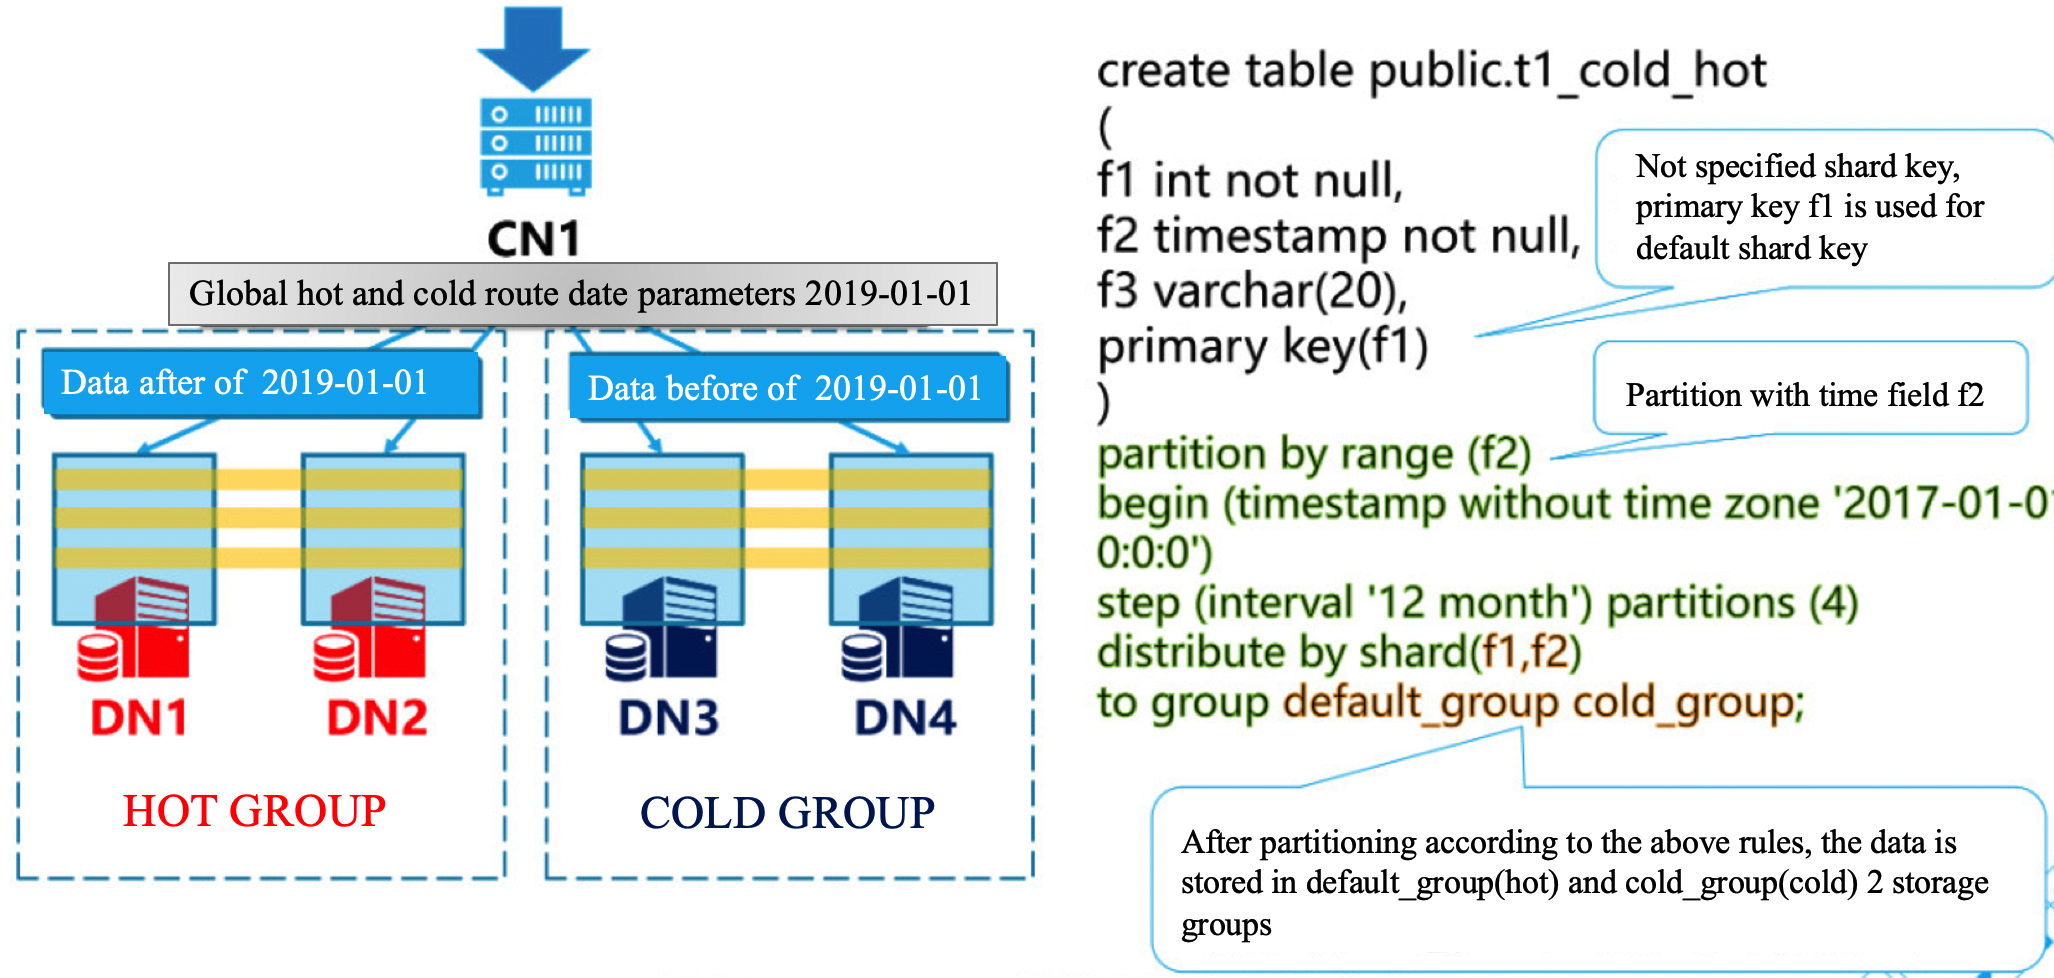 CN1
Global hot and cold route date parameters 2019-01-01
Data after of 2019-01-01
Data before of 2019-01-01
DN1
DN2
DN3
DN4
HOT GROUP
COLD GROUP
create table public.t1_cold_hot
(
f1 int not null,
f2 timestamp not null,
f3 varchar(20),
primary key(f1)
)
partition by range (f2)
begin (timestamp without time zone '2017-01-0
0:0:0')
step (interval '12 month') partitions (4)
distribute by shard(f1,f2)
to group default_group cold_group;
Not specified shard key,
primary key f1 is used for
default shard key
Partition with time field f2
After partitioning according to the above rules, the data is
stored in default_group(hot) and cold_group(cold) 2 storage
groups